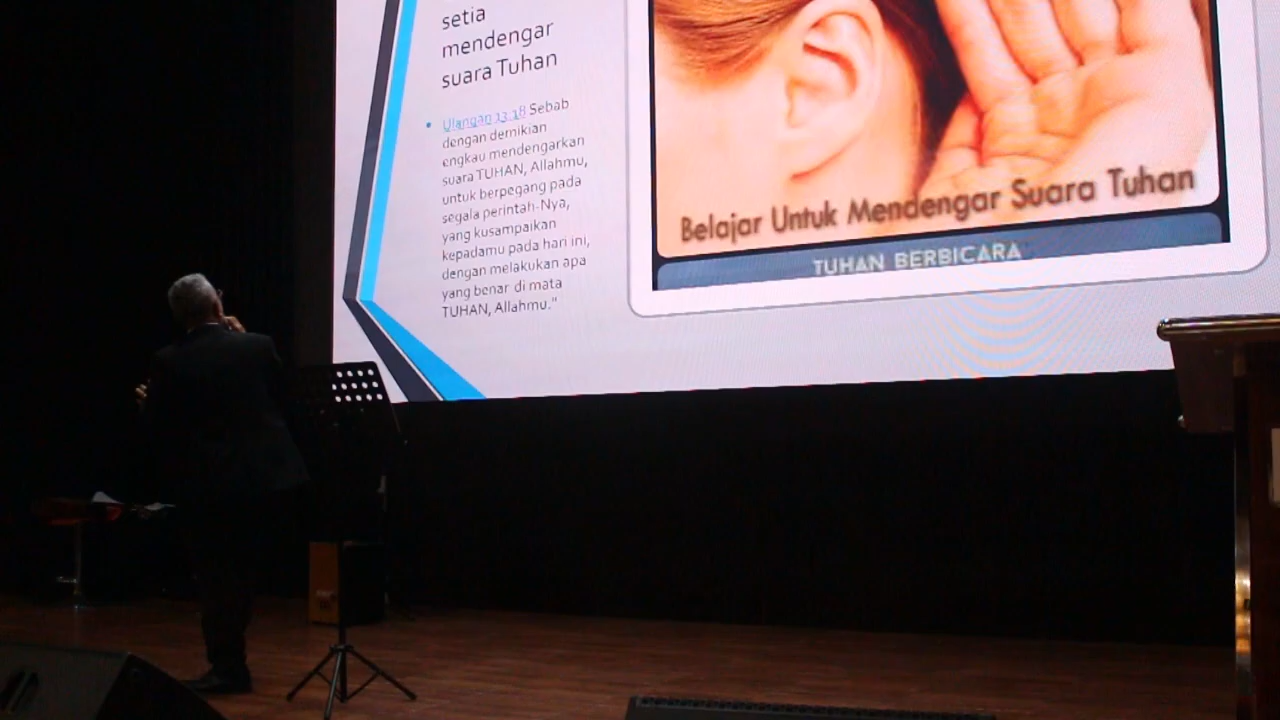 setia
mendengar
suara Tuhan
Ulangan 13:18 Sebab
dengan demikian
engkau mendengarkan
suara TUHAN, Allahmu,
untuk berpegang pada
segala perintah-Nya,
yang kusampaikan
kepadamu pada hari ini,
dengan melakukan apa
yang benar di mata
TUHAN, Allahmu."
Belajar Untuk Mendengar Suara Tuhan
TUHAN BERBICARA